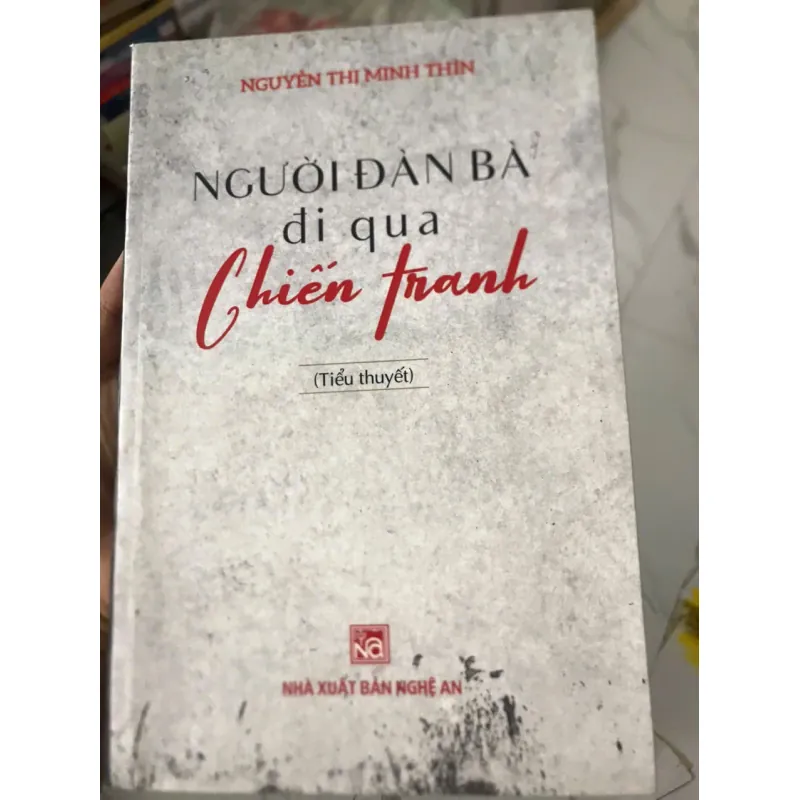 NGUYỄN THỊ MINH THÌN
NGƯỜI ĐÀN BÀ
đi qua
Chiến tranh
(Tiểu thuyết)
NA
NHÀ XUẤT BẢN NGHỆ AN